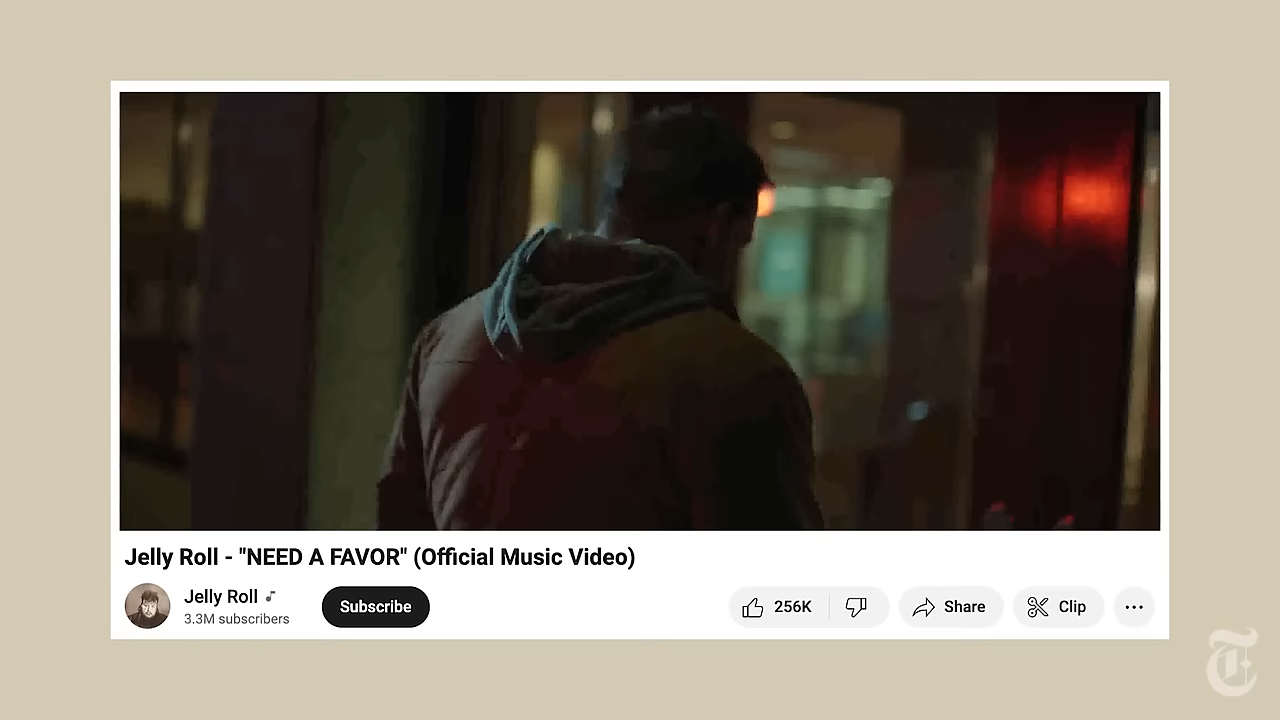 Jelly Roll - "NEED A FAVOR" (Official Music Video)
Jelly Roll
3.3M subscribers
Subscribe
256K
Share
Clip
T